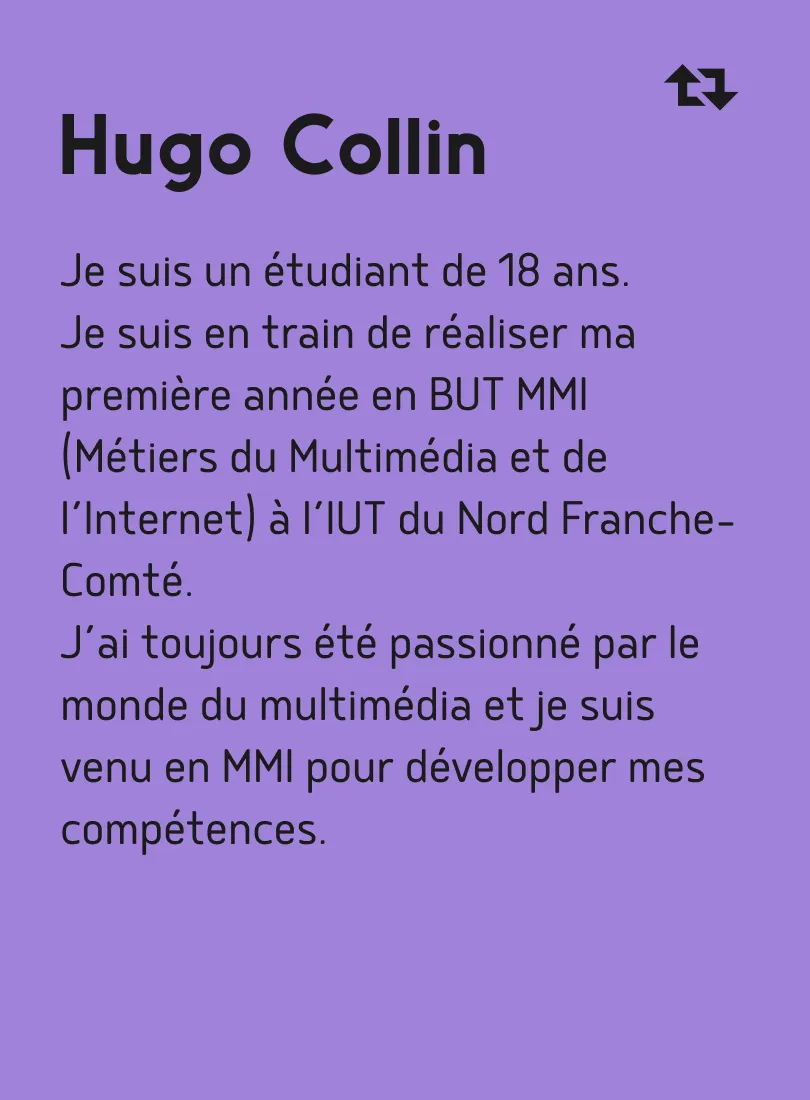 Hugo Collin
Je suis un étudiant de 18 ans.
Je suis en train de réaliser ma
première année en BUT MMI
(Métiers du Multimédia et de
l'Internet) à l'IUT du Nord Franche-
Comté.
J'ai toujours été passionné par le
monde du multimédia et je suis
venu en MMI pour développer mes
compétences.